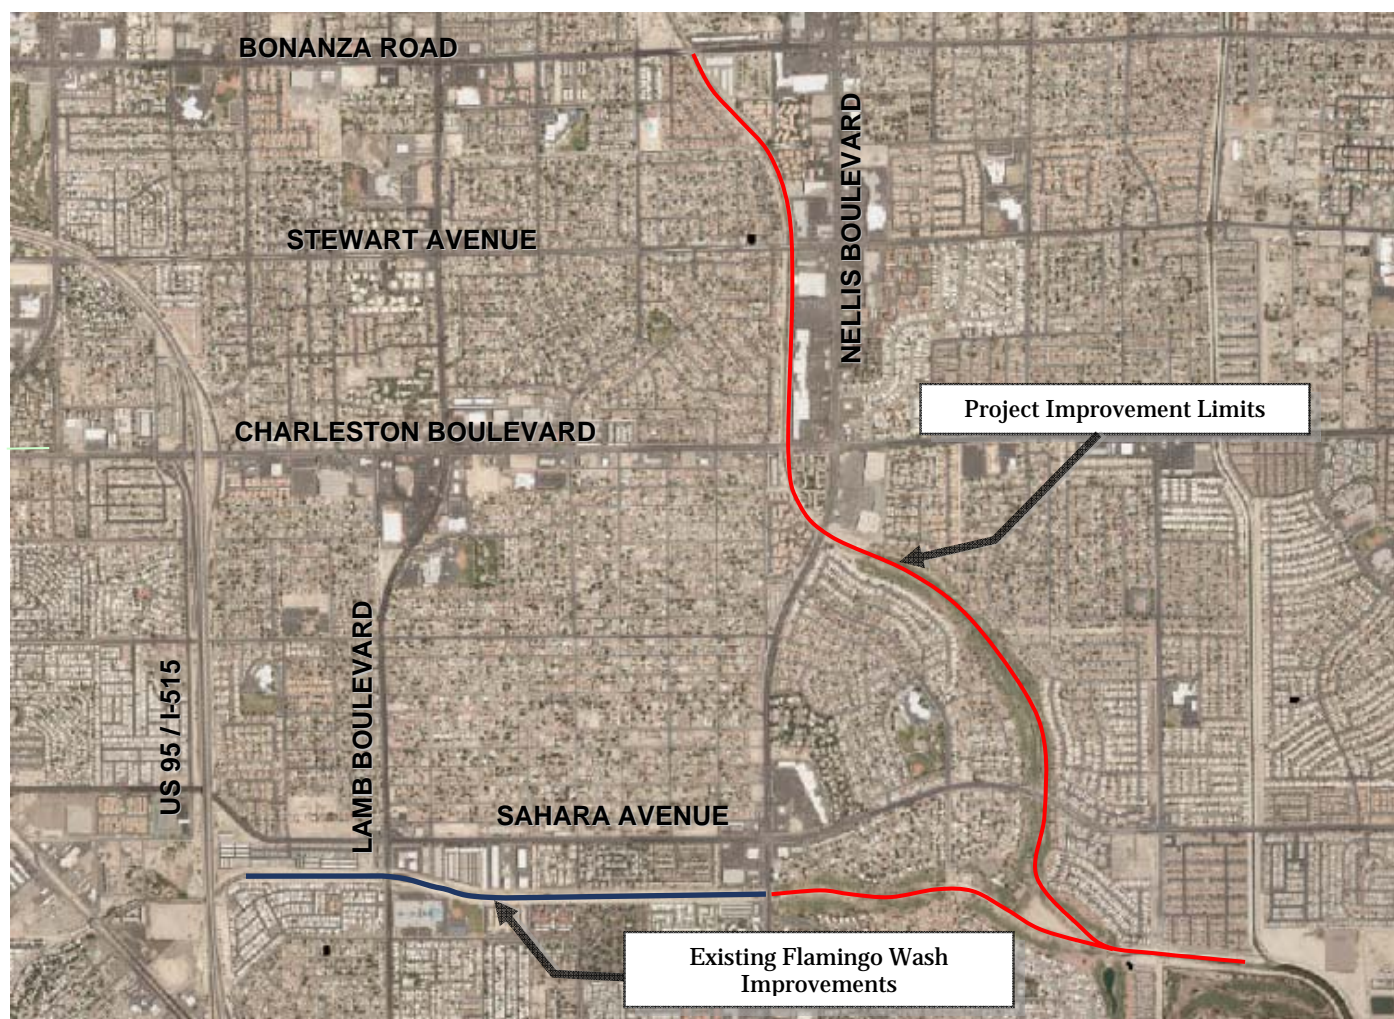 BONANZA ROAD
NELLIS BOULEVARD
STEWART AVENUE
Project Improvement Limits
CHARLESTON BOULEVARD
LAMB BOULEVARD
US 95 / I-515
SAHARA AVENUE
Existing Flamingo Wash
Improvements